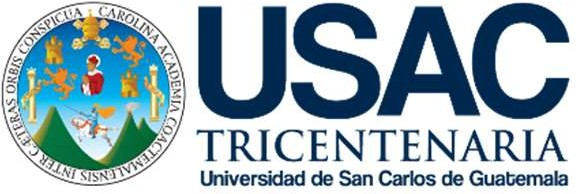 CAROLINA ACADEMIA COACTEMALENSIS INTER CÆTERAS ORBIS CONSPICUA
USAC
TRICENTENARIA
Universidad de San Carlos de Guatemala